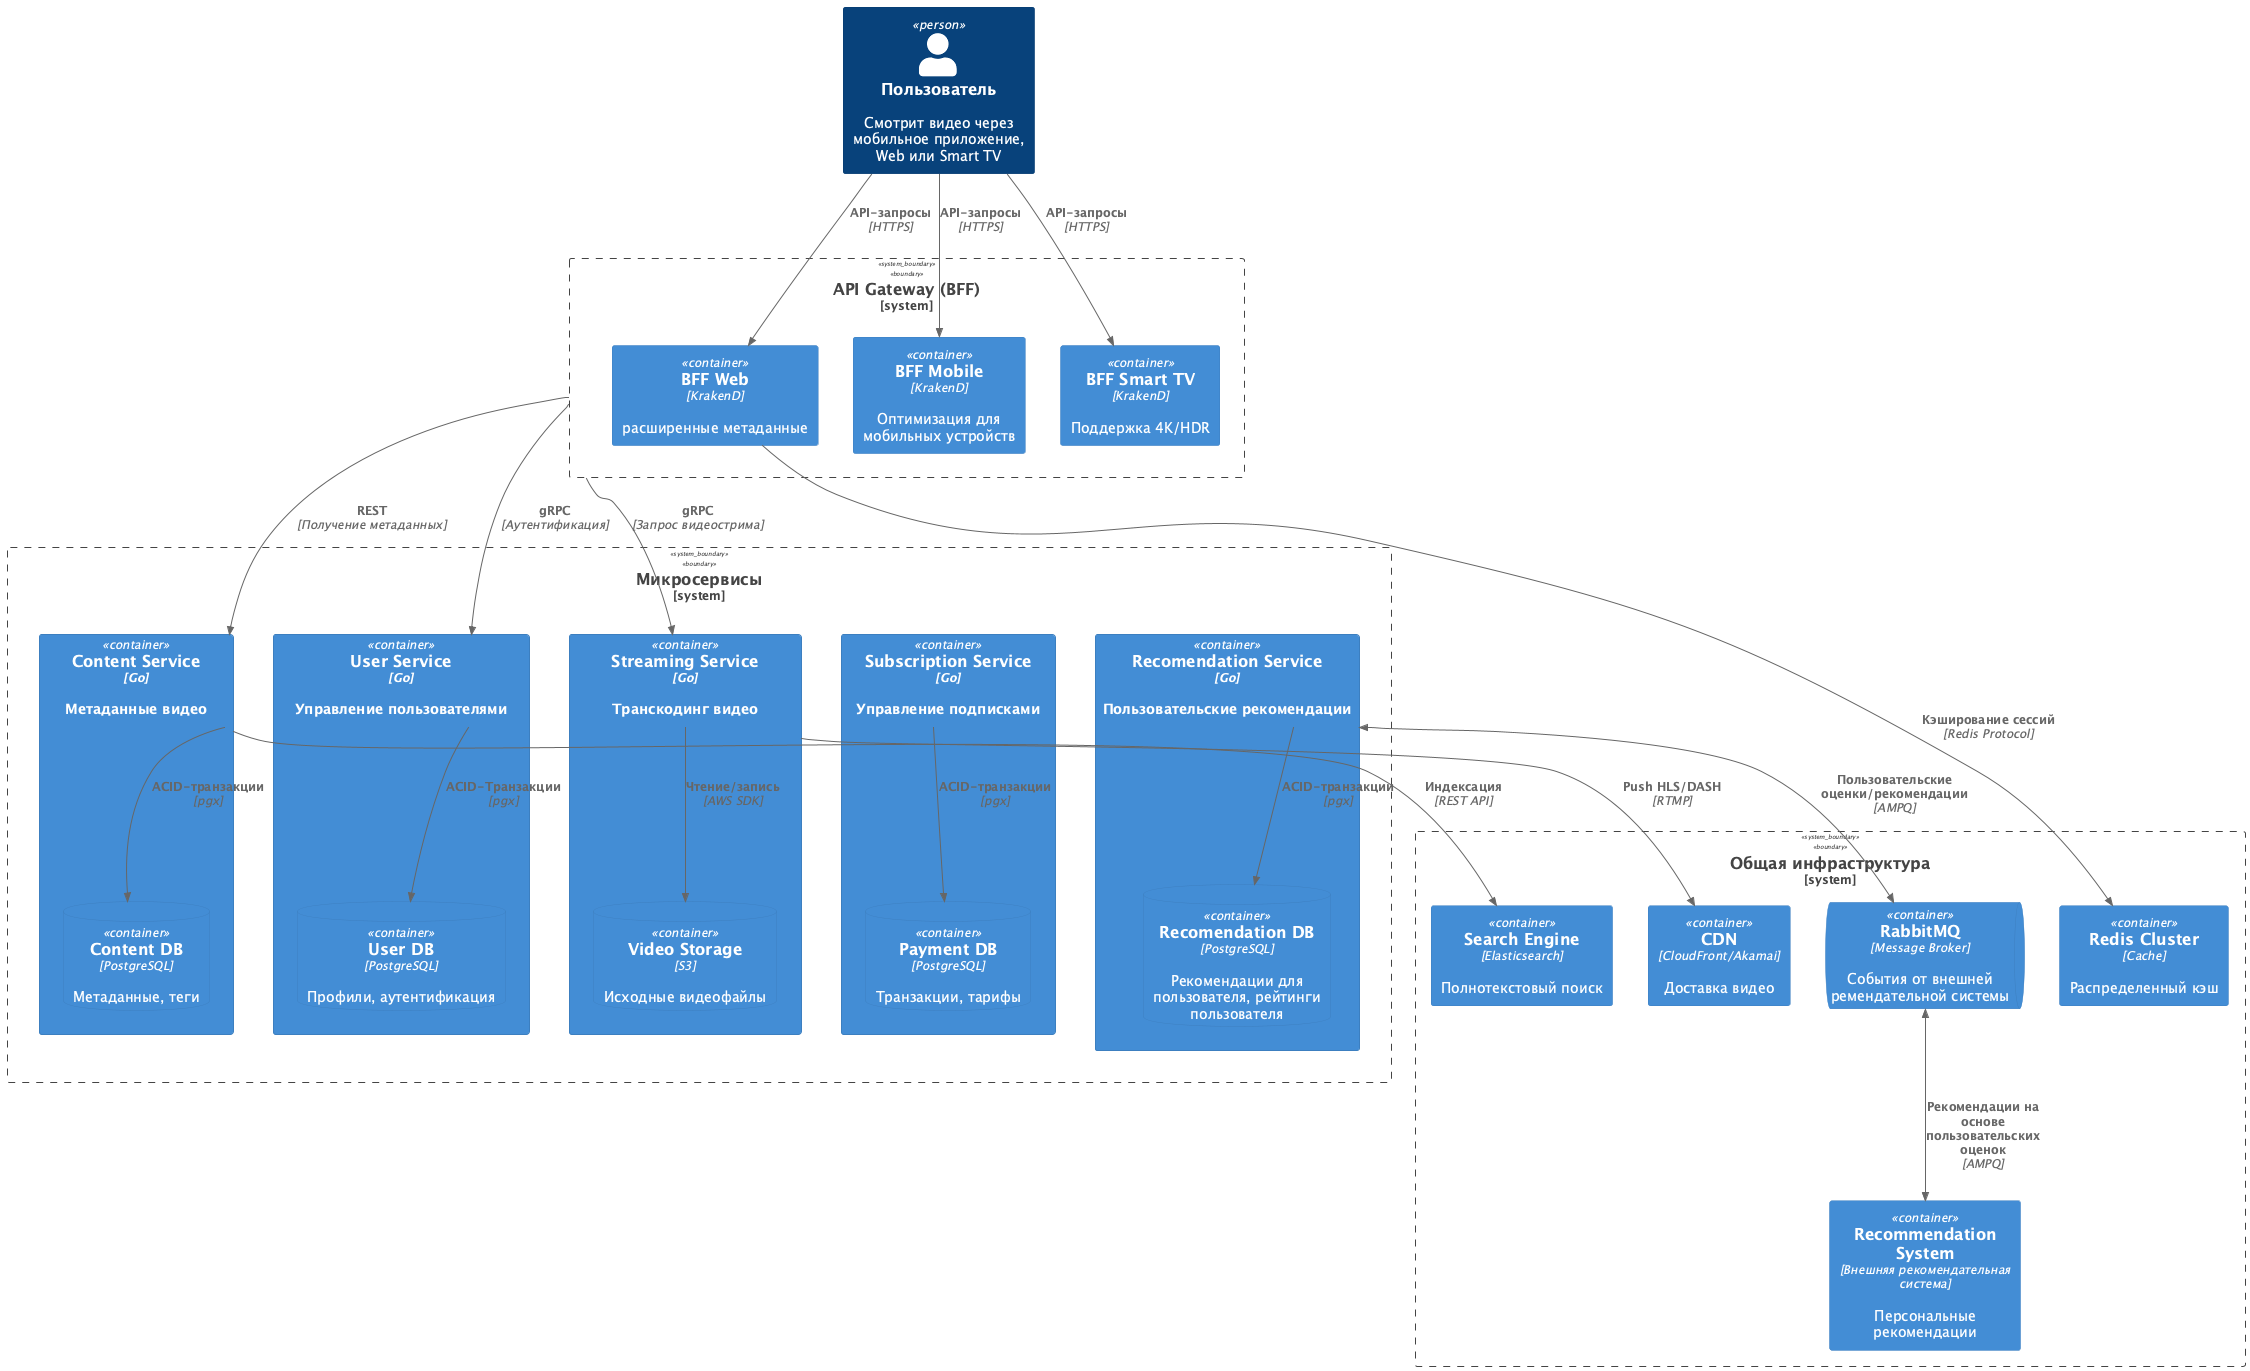 «person»
Пользователь
Смотрит видео через
мобильное приложение,
Web или Smart TV
API-запросы
[HTTPS]
API-запросы
[HTTPS]
API-запросы
[HTTPS]
«system_boundary»
«boundary»
API Gateway (BFF)
[system]
«container»
BFF Web
[KrakenD]
расширенные метаданные
«container»
BFF Mobile
[KrakenD]
Оптимизация для
мобильных устройств
«container»
BFF Smart TV
[KrakenD]
Поддержка 4K/HDR
REST
[Получение метаданных]
gRPC
[Аутентификация]
gRPC
[Запрос видеострима]
«system_boundary»
«boundary»
Микросервисы
[system]
«container»
Content Service
[Go]
Метаданные видео
«container»
User Service
[Go]
Управление пользователями
«container»
Streaming Service
[Go]
Транскодинг видео
«container»
Subscription Service
[Go]
Управление подписками
«container»
Recomendation Service
[Go]
Пользовательские рекомендации
Кэширование сессий
[Redis Protocol]
ACID-транзакции
[pgx]
ACID-Транзакции
[pgx]
Чтение/запись
[AWS SDK]
ACID-транзакции
[pgx]
ACID-транзакции
[pgx]
Индексация
[REST API]
Push HLS/DASH
[RTMP]
Пользовательские
оценки/рекомендации
[AMPQ]
«container»
Content DB
[PostgreSQL]
Метаданные, теги
«container»
User DB
[PostgreSQL]
Профили, аутентификация
«container»
Video Storage
[S3]
Исходные видеофайлы
«container»
Payment DB
[PostgreSQL]
Транзакции, тарифы
«container»
Recomendation DB
[PostgreSQL]
Рекомендации для
пользователя, рейтинги
пользователя
«system_boundary»
«boundary»
Общая инфраструктура
[system]
«container»
Search Engine
[Elasticsearch]
Полнотекстовый поиск
«container»
CDN
[CloudFront/Akamai]
Доставка видео
«container»
RabbitMQ
[Message Broker]
События от внешней
ремендательной системы
«container»
Redis Cluster
[Cache]
Распределенный кэш
Рекомендации на
основе
пользовательских
оценок
[AMPQ]
«container»
Recommendation
System
[Внешняя рекомендательная
система]
Персональные
рекомендации